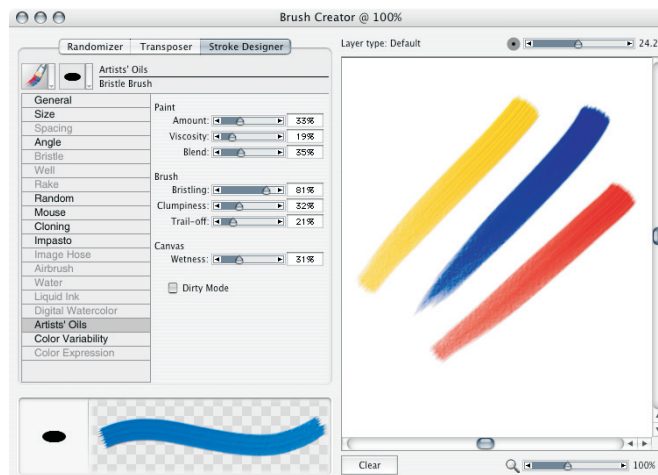 Brush Creator @ 100%
Randomizer Transposer Stroke Designer
Layer type: Default
24.2
Artists' Oils
Bristle Brush
General
Size
Spacing
Angle
Bristle
Well
Rake
Random
Mouse
Cloning
Impasto
Image Hose
Airbrush
Water
Liquid Ink
Digital Watercolor
Artists' Oils
Color Variability
Color Expression
Paint
Amount: 33%
Viscosity: 19%
Blend: 35%
Brush
Bristling: 81%
Clumpiness: 32%
Trail-off: 21%
Canvas
Wetness: 31%
Dirty Mode
Clear
100%